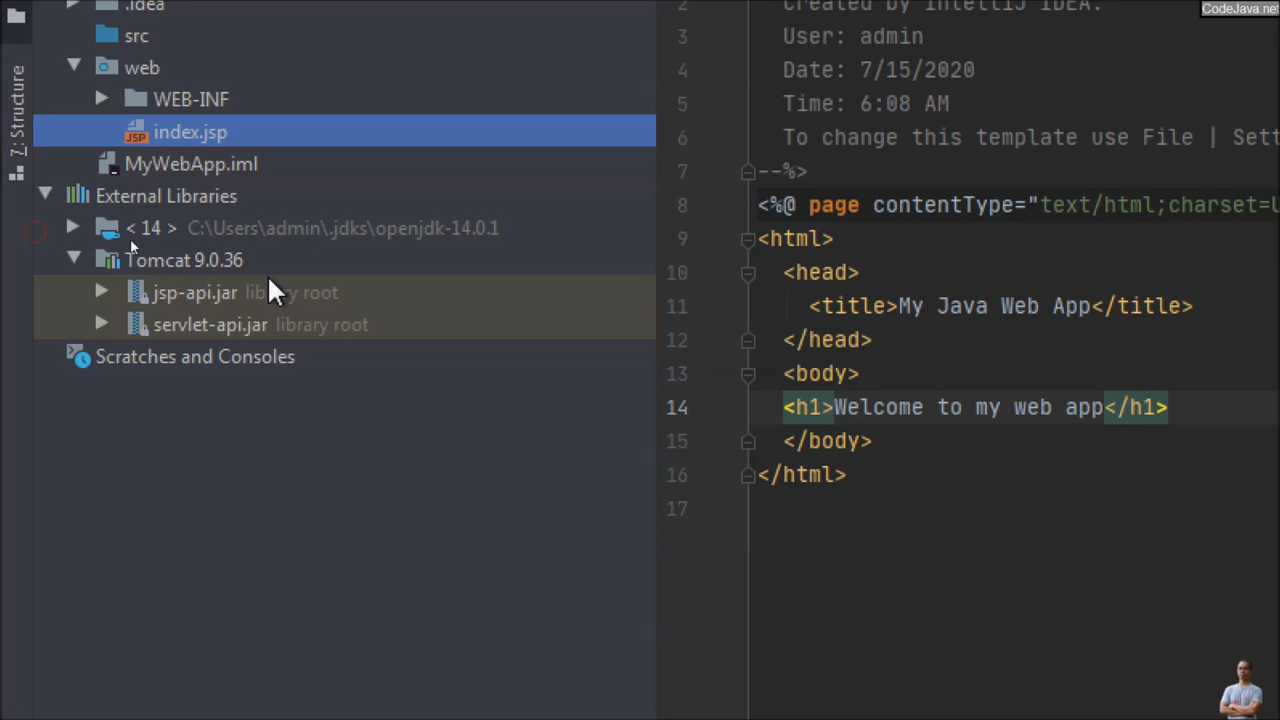 .idea
src
web
WEB-INF
JSP index.jsp
MyWebApp.iml
External Libraries
< 14 > C:\Users\admin\.jdks\openjdk-14.0.1
Tomcat 9.0.36
jsp-api.jar library root
servlet-api.jar library root
Scratches and Consoles
7: Structure
2 Created by IntelliJ IDEA.
3 User: admin
4 Date: 7/15/2020
5 Time: 6:08 AM
6 To change this template use File | Sett
7 --%>
8 <%@ page contentType="text/html;charset=U
9 <html>
10 <head>
11 <title>My Java Web App</title>
12 </head>
13 <body>
14 <h1>Welcome to my web app</h1>
15 </body>
16 </html>
17
CodeJava.net